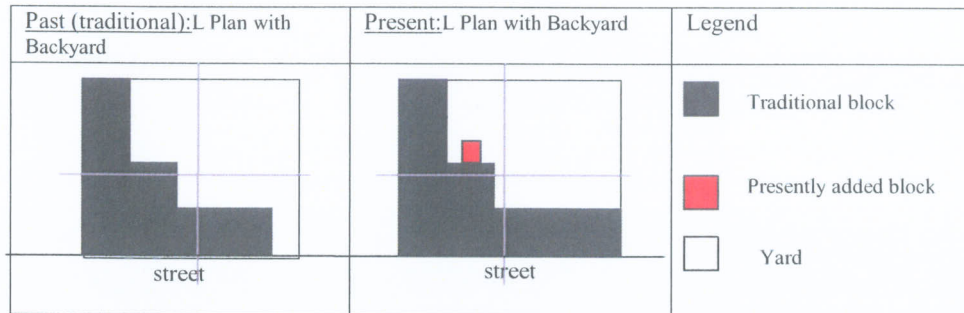 Past (traditional):L Plan with
Backyard
Present:L Plan with Backyard
Legend
Traditional block
Presently added block
Yard
street
street